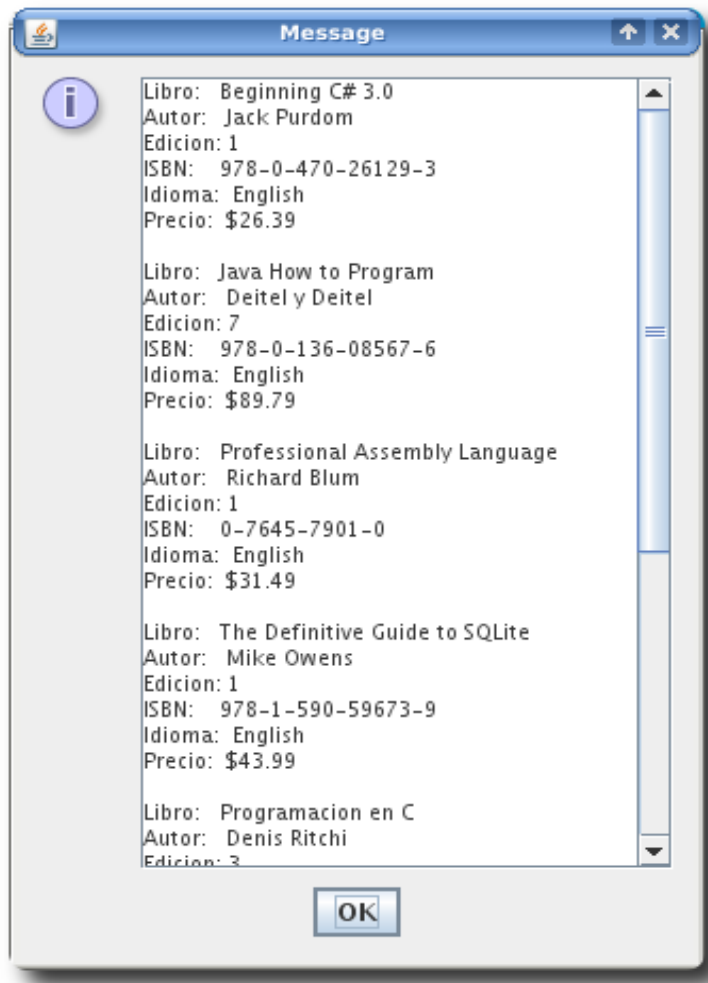 Message
Libro: Beginning C# 3.0
Autor: Jack Purdom
Edicion: 1
ISBN: 978-0-470-26129-3
Idioma: English
Precio: $26.39
Libro: Java How to Program
Autor: Deitel y Deitel
Edicion: 7
ISBN: 978-0-136-08567-6
Idioma: English
Precio: $89.79
Libro: Professional Assembly Language
Autor: Richard Blum
Edicion: 1
ISBN: 0-7645-7901-0
Idioma: English
Precio: $31.49
Libro: The Definitive Guide to SQLite
Autor: Mike Owens
Edicion: 1
ISBN: 978-1-590-59673-9
Idioma: English
Precio: $43.99
Libro: Programacion en C
Autor: Denis Ritchi
Edicion: 3
OK